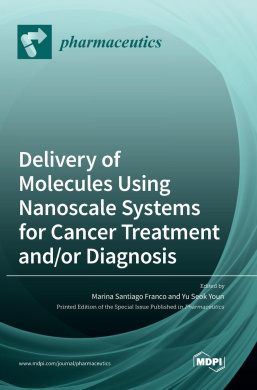 pharmaceutics
Delivery of
Molecules Using
Nanoscale Systems
for Cancer Treatment
and/or Diagnosis
Edited by
Marina Santiago Franco and Yu Seok Youn
Printed Edition of the Special Issue Published in Pharmaceutics
www.mdpi.com/journal/pharmaceutics
MDPI